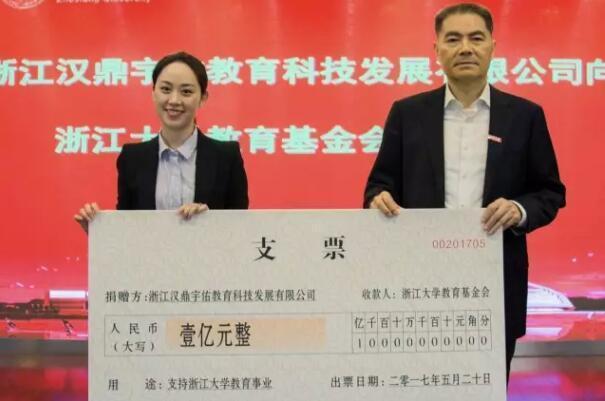 Zhejiang University
浙江汉鼎宇佑教育科技发展有限公司向
浙江大学教育基金会
支票
00201705
捐赠方：浙江汉鼎宇佑教育科技发展有限公司 收款人：浙江大学教育基金会
人民币（大写） 壹亿元整
亿千百十万千百十元角分
10000000000
用途：支持浙江大学教育事业 出票日期：二〇一七年五月二十日